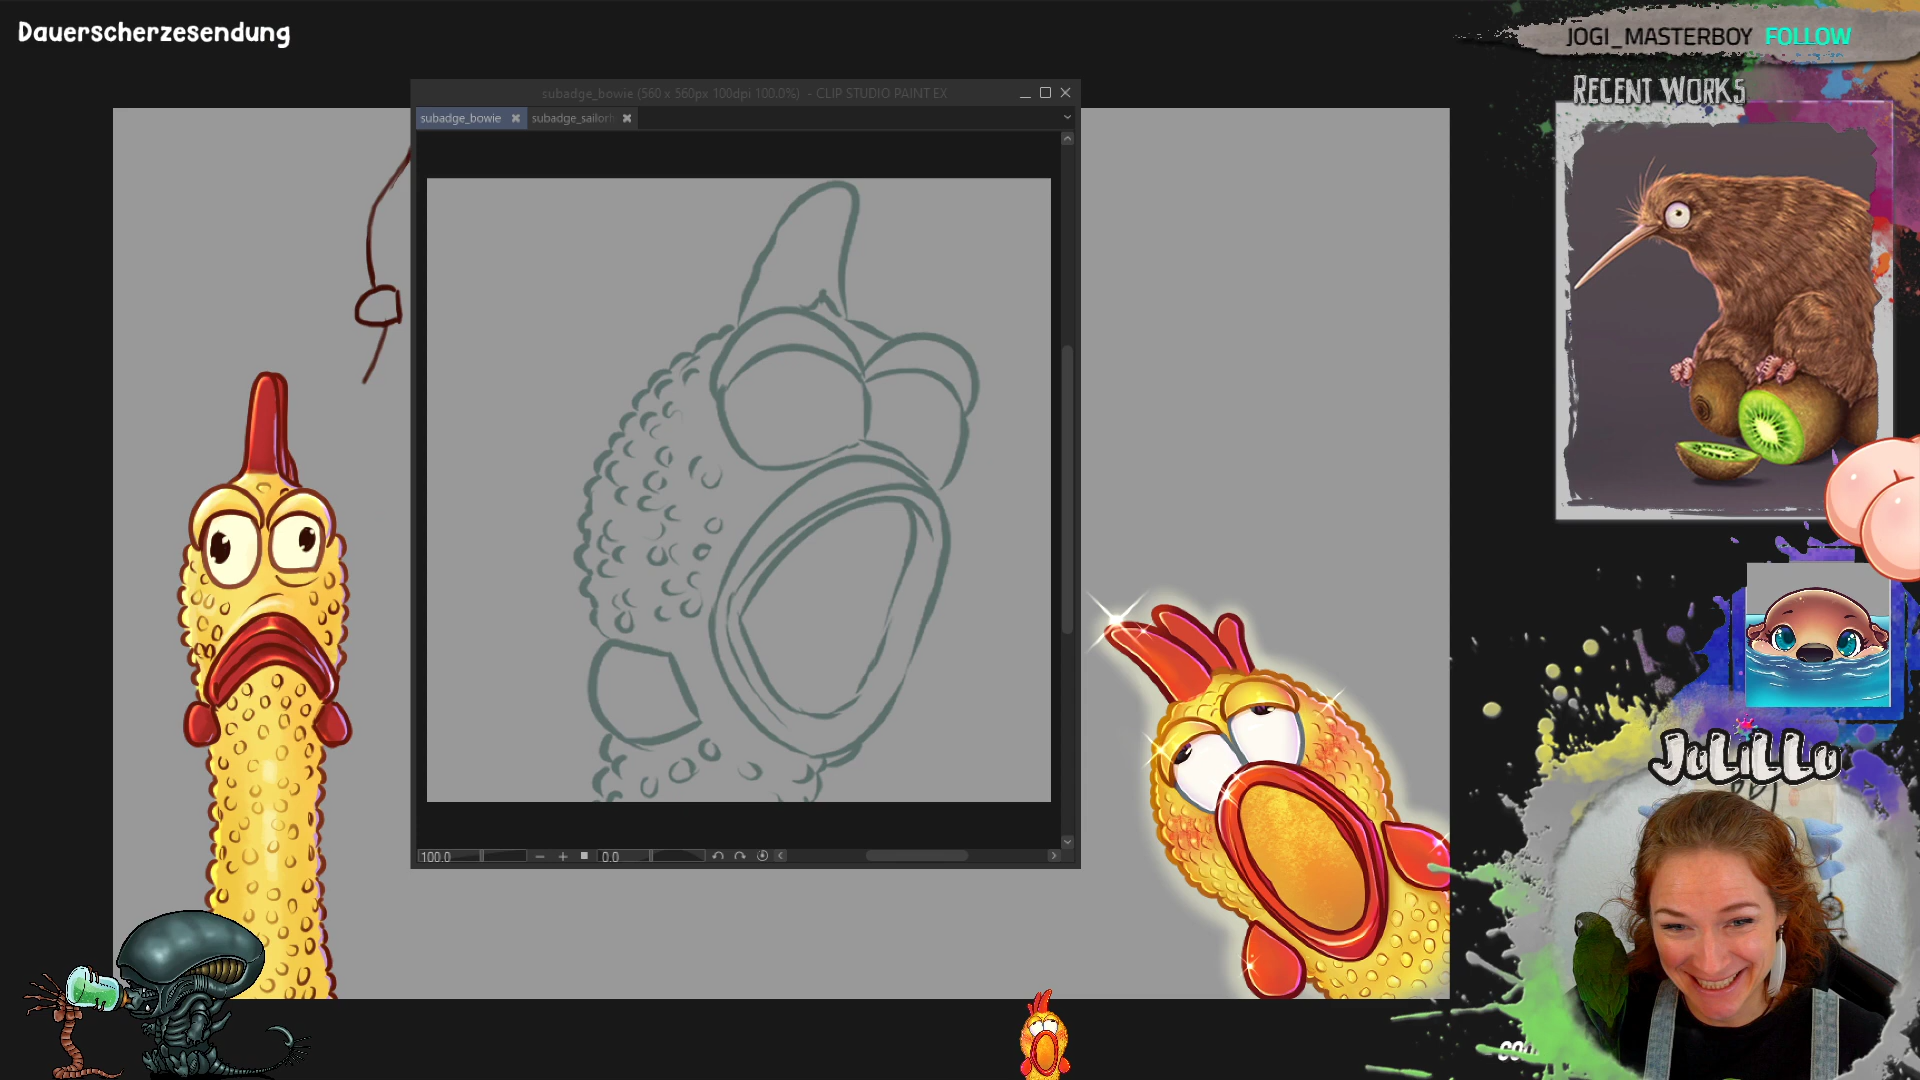 Dauerscherzesendung
JOGI_MASTERBOY FOLLOW
RECENT WORKS
subadge_bowie (560 x 560px 100dpi 100.0%) - CLIP STUDIO PAINT EX
subadge_bowie subadge_sailor
100.0 0.0
JoLiLLu